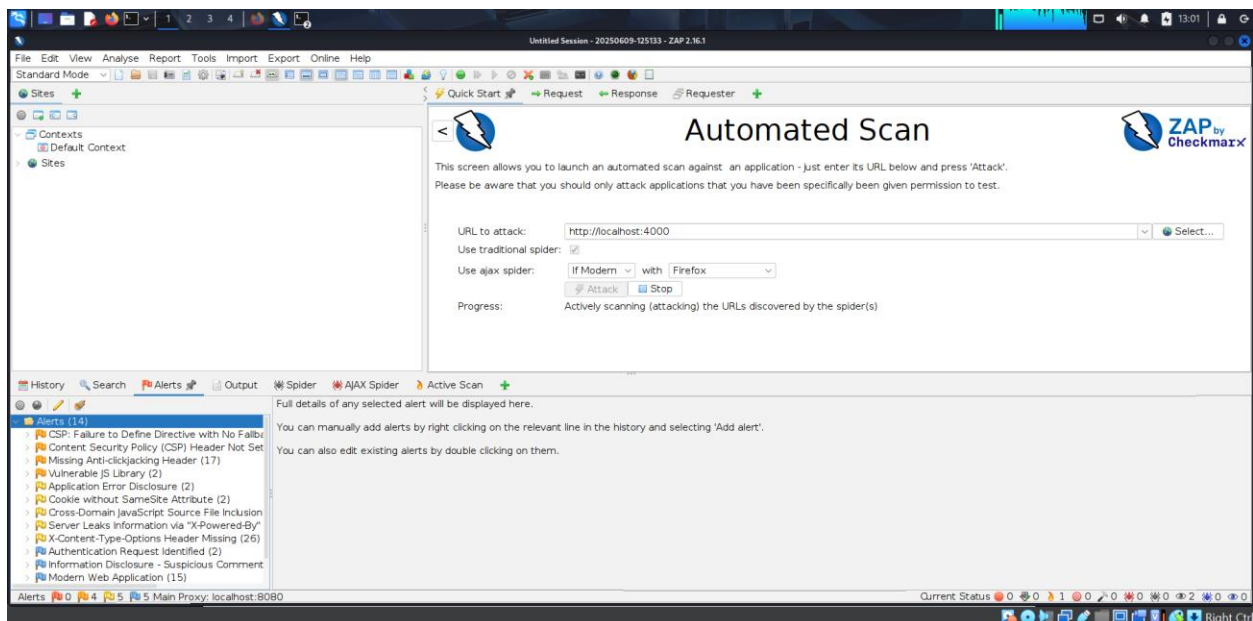 1 2 3 4
13:01
Untitled Session - 20250609-125133 - ZAP 2.16.1
File Edit View Analyse Report Tools Import Export Online Help
Standard Mode
Sites
Quick Start Request Response Requester
Contexts
Default Context
Sites
<
Automated Scan
ZAP by
Checkmarx
This screen allows you to launch an automated scan against an application - just enter its URL below and press 'Attack'.
Please be aware that you should only attack applications that you have been specifically been given permission to test.
URL to attack: http://localhost:4000 Select...
Use traditional spider:
Use ajax spider: If Modern with Firefox
Attack Stop
Progress: Actively scanning (attacking) the URLs discovered by the spider(s)
History Search Alerts Output Spider AJAX Spider Active Scan
Full details of any selected alert will be displayed here.
You can manually add alerts by right clicking on the relevant line in the history and selecting 'Add alert'.
You can also edit existing alerts by double clicking on them.
Alerts (14)
CSP: Failure to Define Directive with No Fallba
Content Security Policy (CSP) Header Not Set
Missing Anti-clickjacking Header (17)
Vulnerable JS Library (2)
Application Error Disclosure (2)
Cookie without SameSite Attribute (2)
Cross-Domain JavaScript Source File Inclusion
Server Leaks Information via "X-Powered-By"
X-Content-Type-Options Header Missing (26)
Authentication Request Identified (2)
Information Disclosure - Suspicious Comment
Modern Web Application (15)
Alerts 0 4 5 5 Main Proxy: localhost:8080
Current Status 0 0 1 0 0 0 0 2 0 0
Right Ctrl